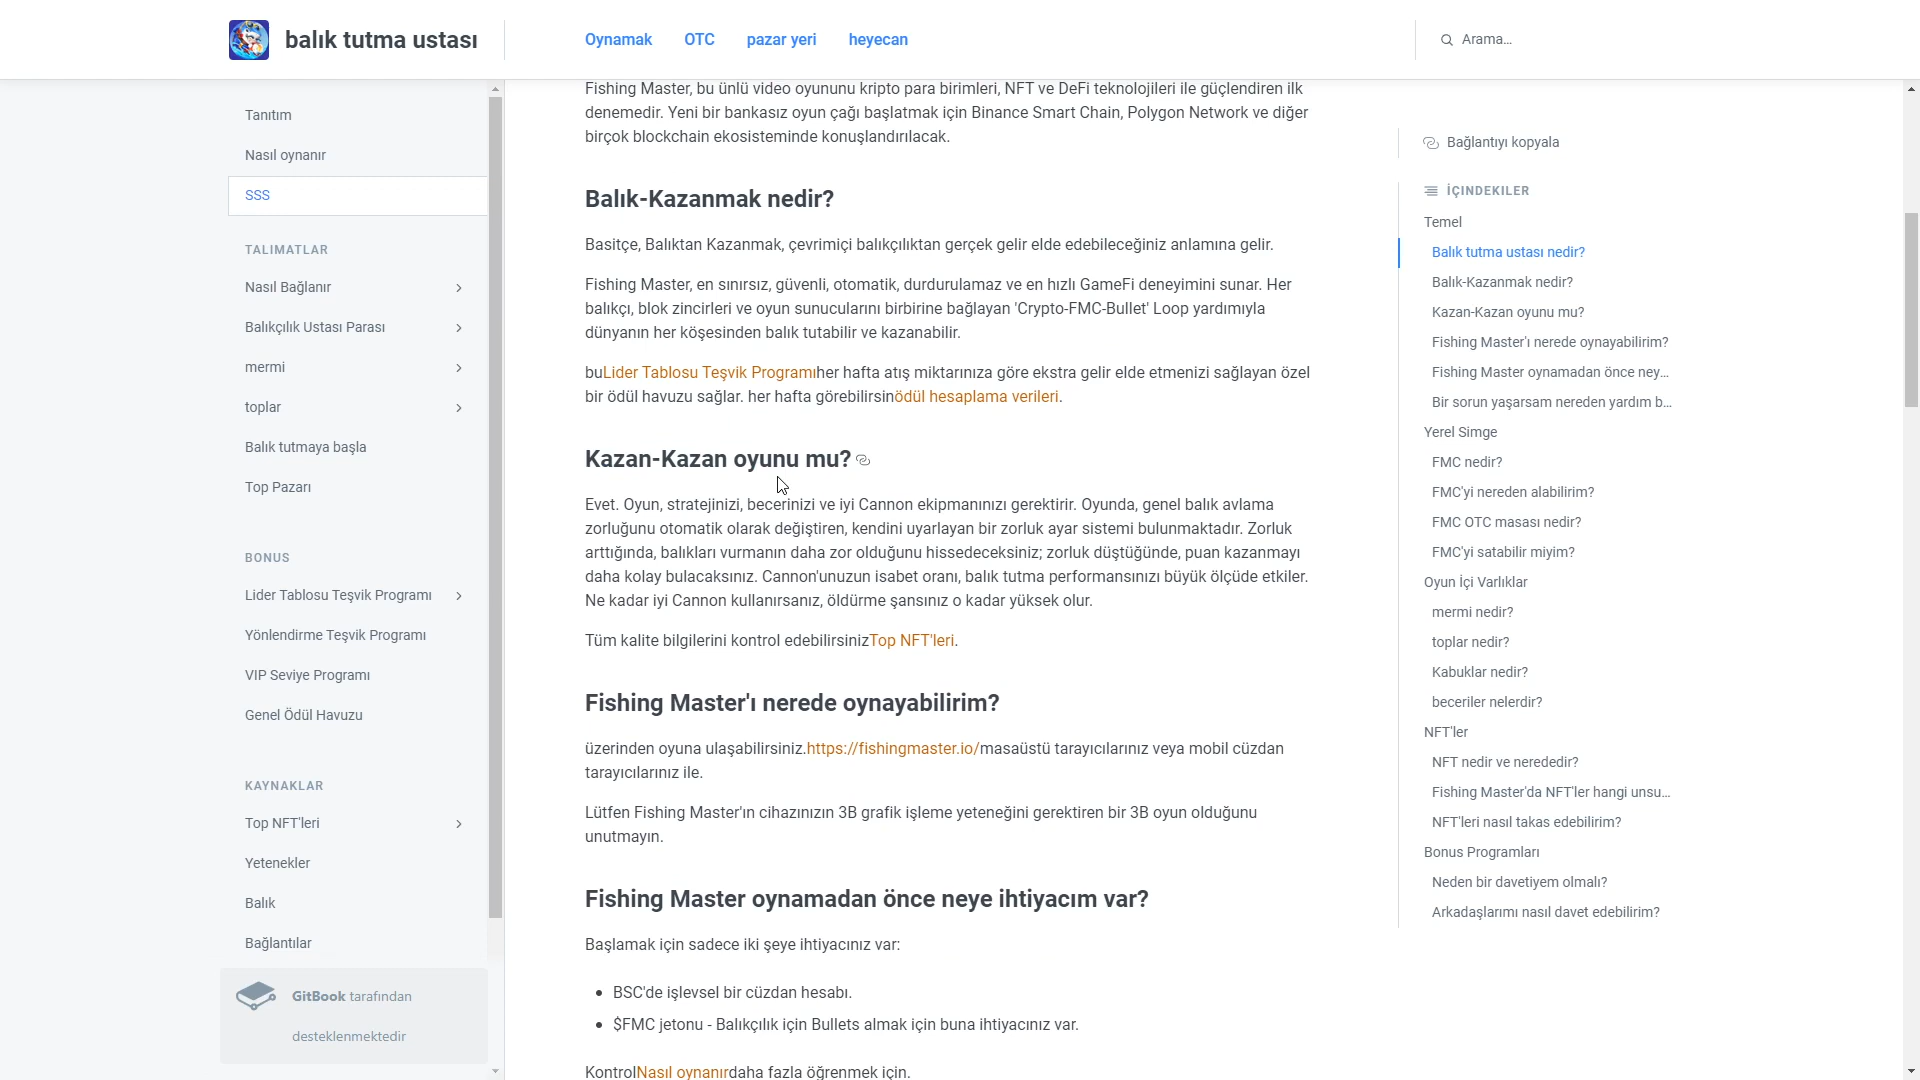 balık tutma ustası
Oynamak
OTC
pazar yeri
heyecan
Arama...
Tanıtım
Nasıl oynanır
SSS
TALIMATLAR
Nasıl Bağlanır
Balıkçılık Ustası Parası
mermi
toplar
Balık tutmaya başla
Top Pazarı
BONUS
Lider Tablosu Teşvik Programı
Yönlendirme Teşvik Programı
VIP Seviye Programı
Genel Ödül Havuzu
KAYNAKLAR
Top NFT'leri
Yetenekler
Balık
Bağlantılar
GitBook tarafından
desteklenmektedir
Fishing Master, bu ünlü video oyununu kripto para birimleri, NFT ve DeFi teknolojileri ile güçlendiren ilk
denemedir. Yeni bir bankasız oyun çağı başlatmak için Binance Smart Chain, Polygon Network ve diğer
birçok blockchain ekosisteminde konuşlandırılacak.
Balık-Kazanmak nedir?
Basitçe, Balıktan Kazanmak, çevrimiçi balıkçılıktan gerçek gelir elde edebileceğiniz anlamına gelir.
Fishing Master, en sınırsız, güvenli, otomatik, durdurulamaz ve en hızlı GameFi deneyimini sunar. Her
balıkçı, blok zincirleri ve oyun sunucularını birbirine bağlayan 'Crypto-FMC-Bullet' Loop yardımıyla
dünyanın her köşesinden balık tutabilir ve kazanabilir.
buLider Tablosu Teşvik Programıher hafta atış miktarınıza göre ekstra gelir elde etmenizi sağlayan özel
bir ödül havuzu sağlar. her hafta görebilirsinödül hesaplama verileri.
Kazan-Kazan oyunu mu?
Evet. Oyun, stratejinizi, becerinizi ve iyi Cannon ekipmanınızı gerektirir. Oyunda, genel balık avlama
zorluğunu otomatik olarak değiştiren, kendini uyarlayan bir zorluk ayar sistemi bulunmaktadır. Zorluk
arttığında, balıkları vurmanın daha zor olduğunu hissedeceksiniz; zorluk düştüğünde, puan kazanmayı
daha kolay bulacaksınız. Cannon'unuzun isabet oranı, balık tutma performansınızı büyük ölçüde etkiler.
Ne kadar iyi Cannon kullanırsanız, öldürme şansınız o kadar yüksek olur.
Tüm kalite bilgilerini kontrol edebilirsinizTop NFT'leri.
Fishing Master'ı nerede oynayabilirim?
üzerinden oyuna ulaşabilirsiniz.https://fishingmaster.io/masaüstü tarayıcılarınız veya mobil cüzdan
tarayıcılarınız ile.
Lütfen Fishing Master'ın cihazınızın 3B grafik işleme yeteneğini gerektiren bir 3B oyun olduğunu
unutmayın.
Fishing Master oynamadan önce neye ihtiyacım var?
Başlamak için sadece iki şeye ihtiyacınız var:
• BSC'de işlevsel bir cüzdan hesabı.
• $FMC jetonu - Balıkçılık için Bullets almak için buna ihtiyacınız var.
KontrolNasıl oynanırdaha fazla öğrenmek için.
Bağlantıyı kopyala
İÇINDEKILER
Temel
Balık tutma ustası nedir?
Balık-Kazanmak nedir?
Kazan-Kazan oyunu mu?
Fishing Master'ı nerede oynayabilirim?
Fishing Master oynamadan önce ney...
Bir sorun yaşarsam nereden yardım b...
Yerel Simge
FMC nedir?
FMC'yi nereden alabilirim?
FMC OTC masası nedir?
FMC'yi satabilir miyim?
Oyun İçi Varlıklar
mermi nedir?
toplar nedir?
Kabuklar nedir?
beceriler nelerdir?
NFT'ler
NFT nedir ve nerededir?
Fishing Master'da NFT'ler hangi unsu...
NFT'leri nasıl takas edebilirim?
Bonus Programları
Neden bir davetiyem olmalı?
Arkadaşlarımı nasıl davet edebilirim?